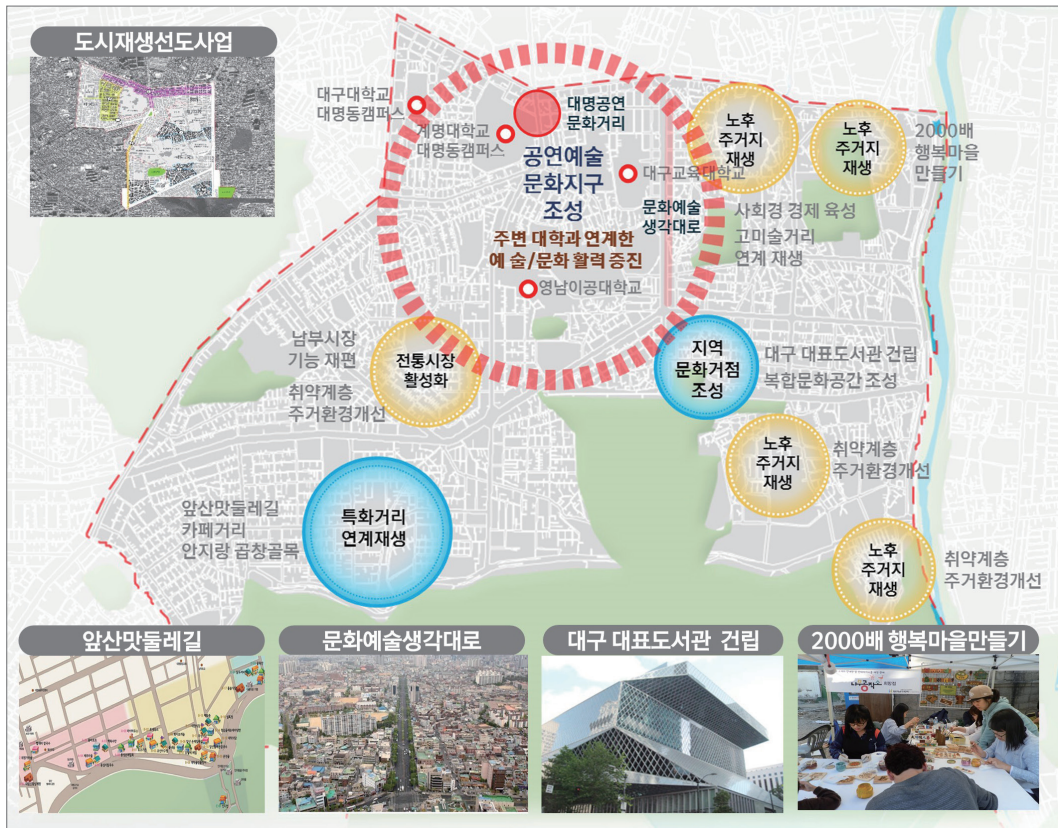 도시재생선도사업
대구대학교
대명동캠퍼스
계명대학교
대명동캠퍼스
대명공연
문화거리
공연예술
문화지구
조성
대구교육대학교
문화예술
생각대로
주변 대학과 연계한
예 술/문화 활력 증진
영남이공대학교
노후
주거지
재생
노후
주거지
재생
2000배
행복마을
만들기
사회경 경제 육성
고미술거리
연계 재생
남부시장
기능 재편
취약계층
주거환경개선
전통시장
활성화
지역
문화거점
조성
대구 대표도서관 건립
복합문화공간 조성
노후
주거지
재생
취약계층
주거환경개선
앞산맛둘레길
카페거리
안지랑 곱창골목
특화거리
연계재생
노후
주거지
재생
취약계층
주거환경개선
앞산맛둘레길
문화예술생각대로
대구 대표도서관 건립
2000배 행복마을만들기